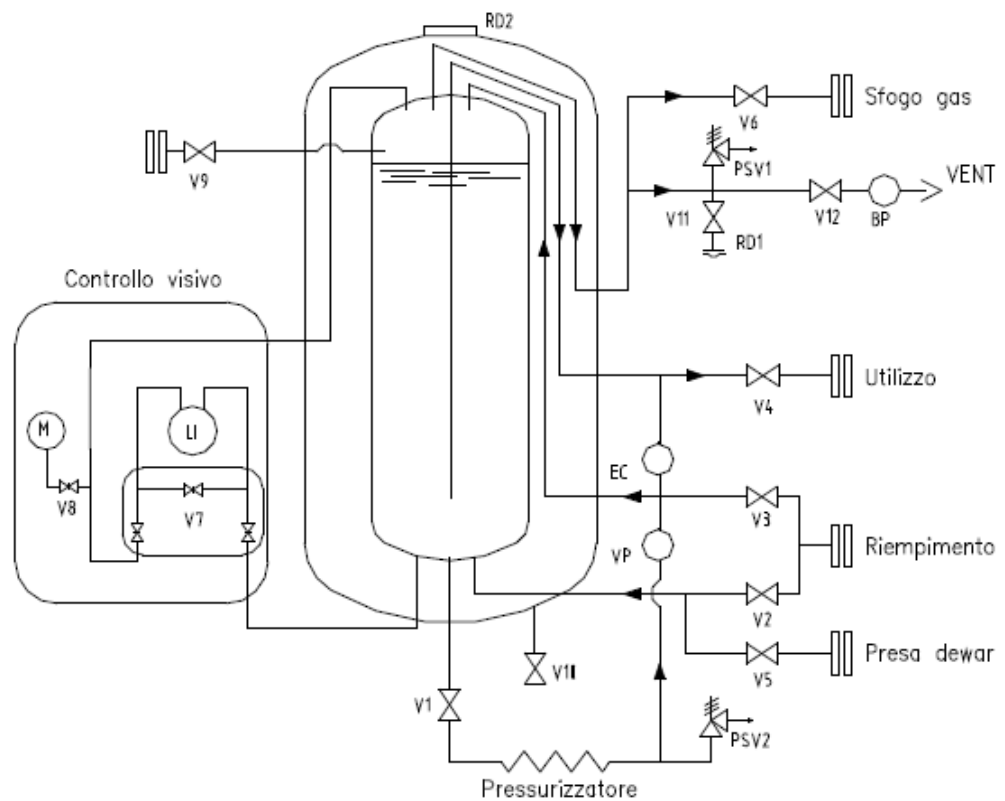 RD2
Sfogo gas
V6
PSV1
V9
VENT
V11
V12
BP
RD1
Controllo visivo
Utilizzo
V4
M
LI
EC
V8
V7
V3
Riempimento
VP
V2
Presa dewar
V5
V1I
V1
PSV2
Pressurizzatore